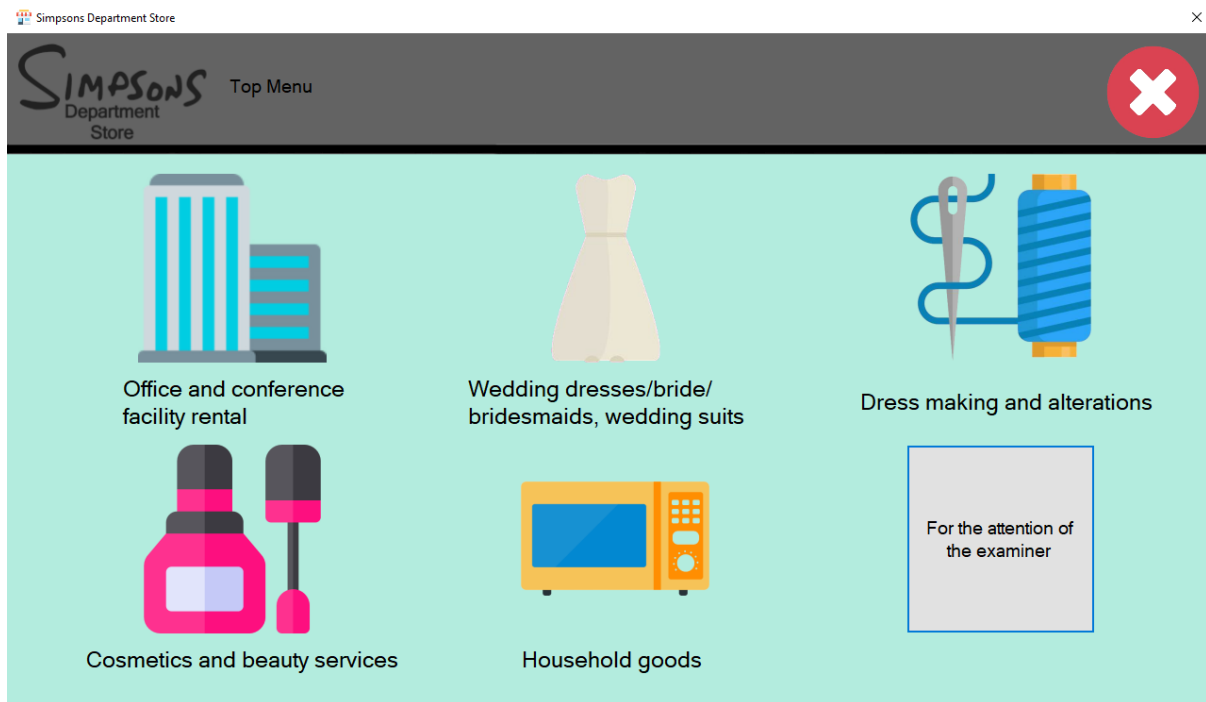 Simpsons Department Store
SIMPSONS
Department
Store
Top Menu
Office and conference
facility rental
Wedding dresses/bride/
bridesmaids, wedding suits
Dress making and alterations
Cosmetics and beauty services
Household goods
For the attention of
the examiner